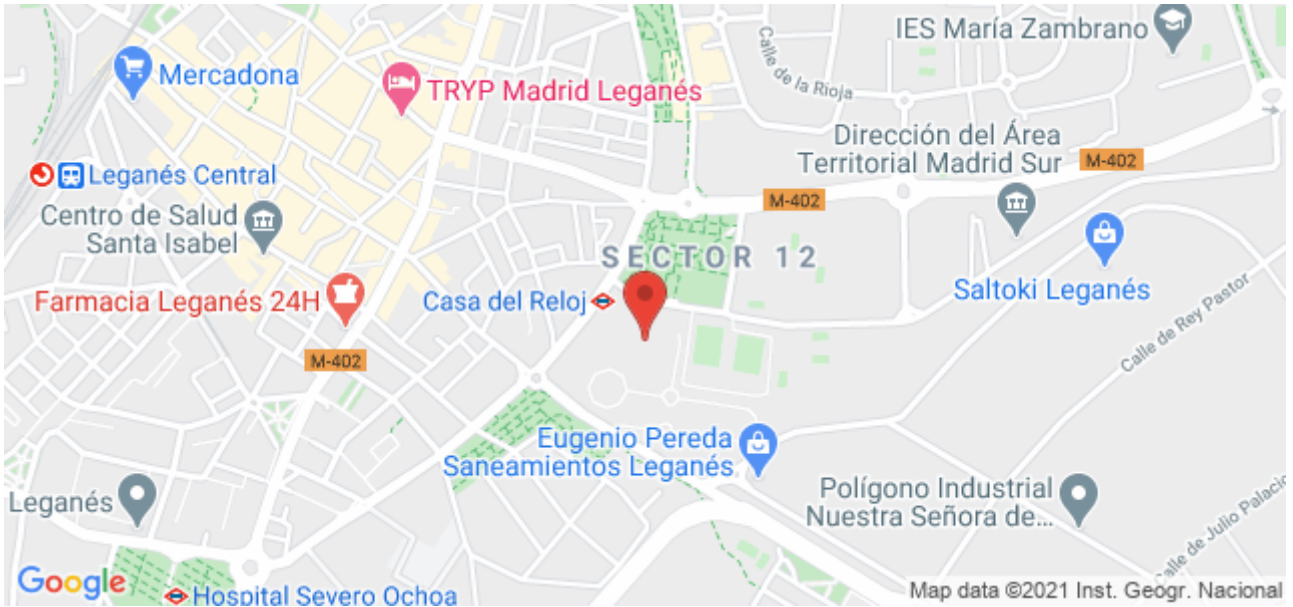 IES María Zambrano
Calle de la Rioja
Mercadona
TRYP Madrid Leganés
Dirección del Área
Territorial Madrid Sur
M-402
M-402
Leganés Central
Centro de Salud
Santa Isabel
SECTOR 12
Saltoki Leganés
Farmacia Leganés 24H
Casa del Reloj
Calle de Rey Pastor
M-402
Eugenio Pereda
Saneamientos Leganés
Polígono Industrial
Nuestra Señora de...
Leganés
Calle de Julio Palacio
Google
Hospital Severo Ochoa
Map data ©2021 Inst. Geogr. Nacional